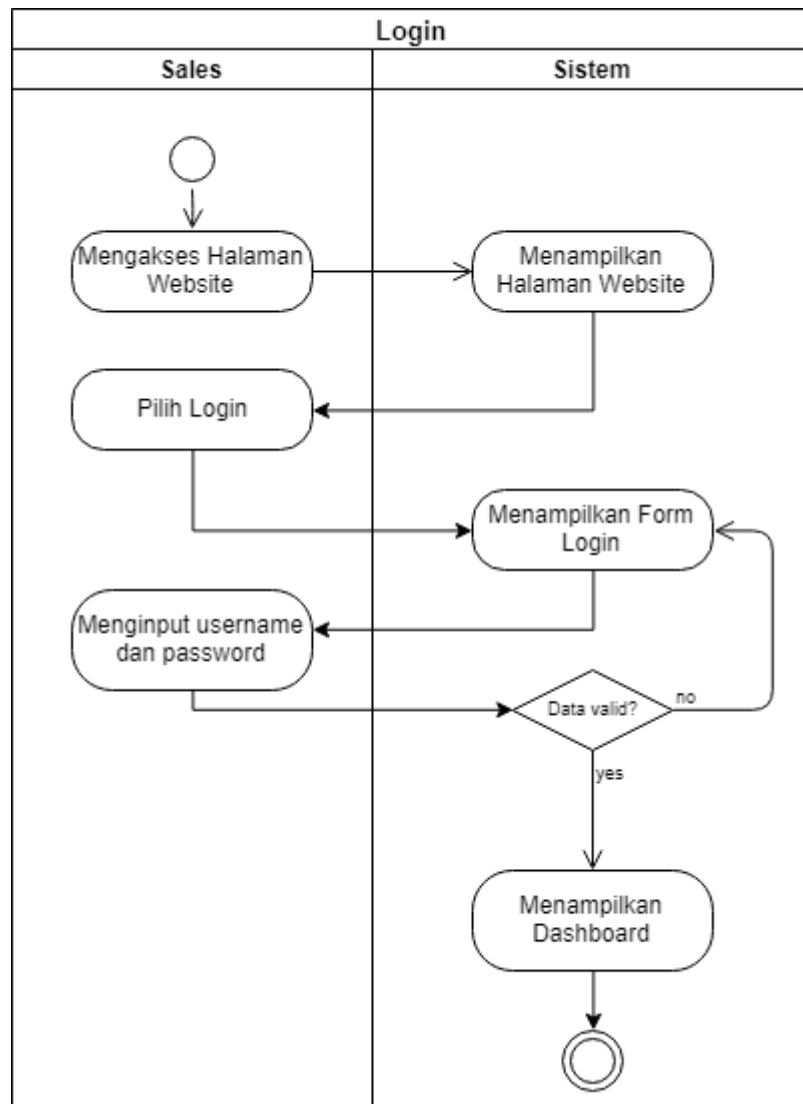 Login
Sales
Sistem
Mengakses Halaman
Website
Menampilkan
Halaman Website
Pilih Login
Menampilkan Form
Login
Menginput username
dan password
Data valid?
no
yes
Menampilkan
Dashboard